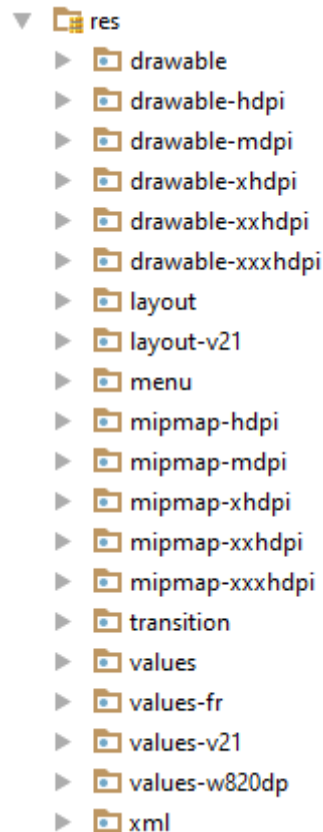 res
drawable
drawable-hdpi
drawable-mdpi
drawable-xhdpi
drawable-xxhdpi
drawable-xxxhdpi
layout
layout-v21
menu
mipmap-hdpi
mipmap-mdpi
mipmap-xhdpi
mipmap-xxhdpi
mipmap-xxxhdpi
transition
values
values-fr
values-v21
values-w820dp
xml